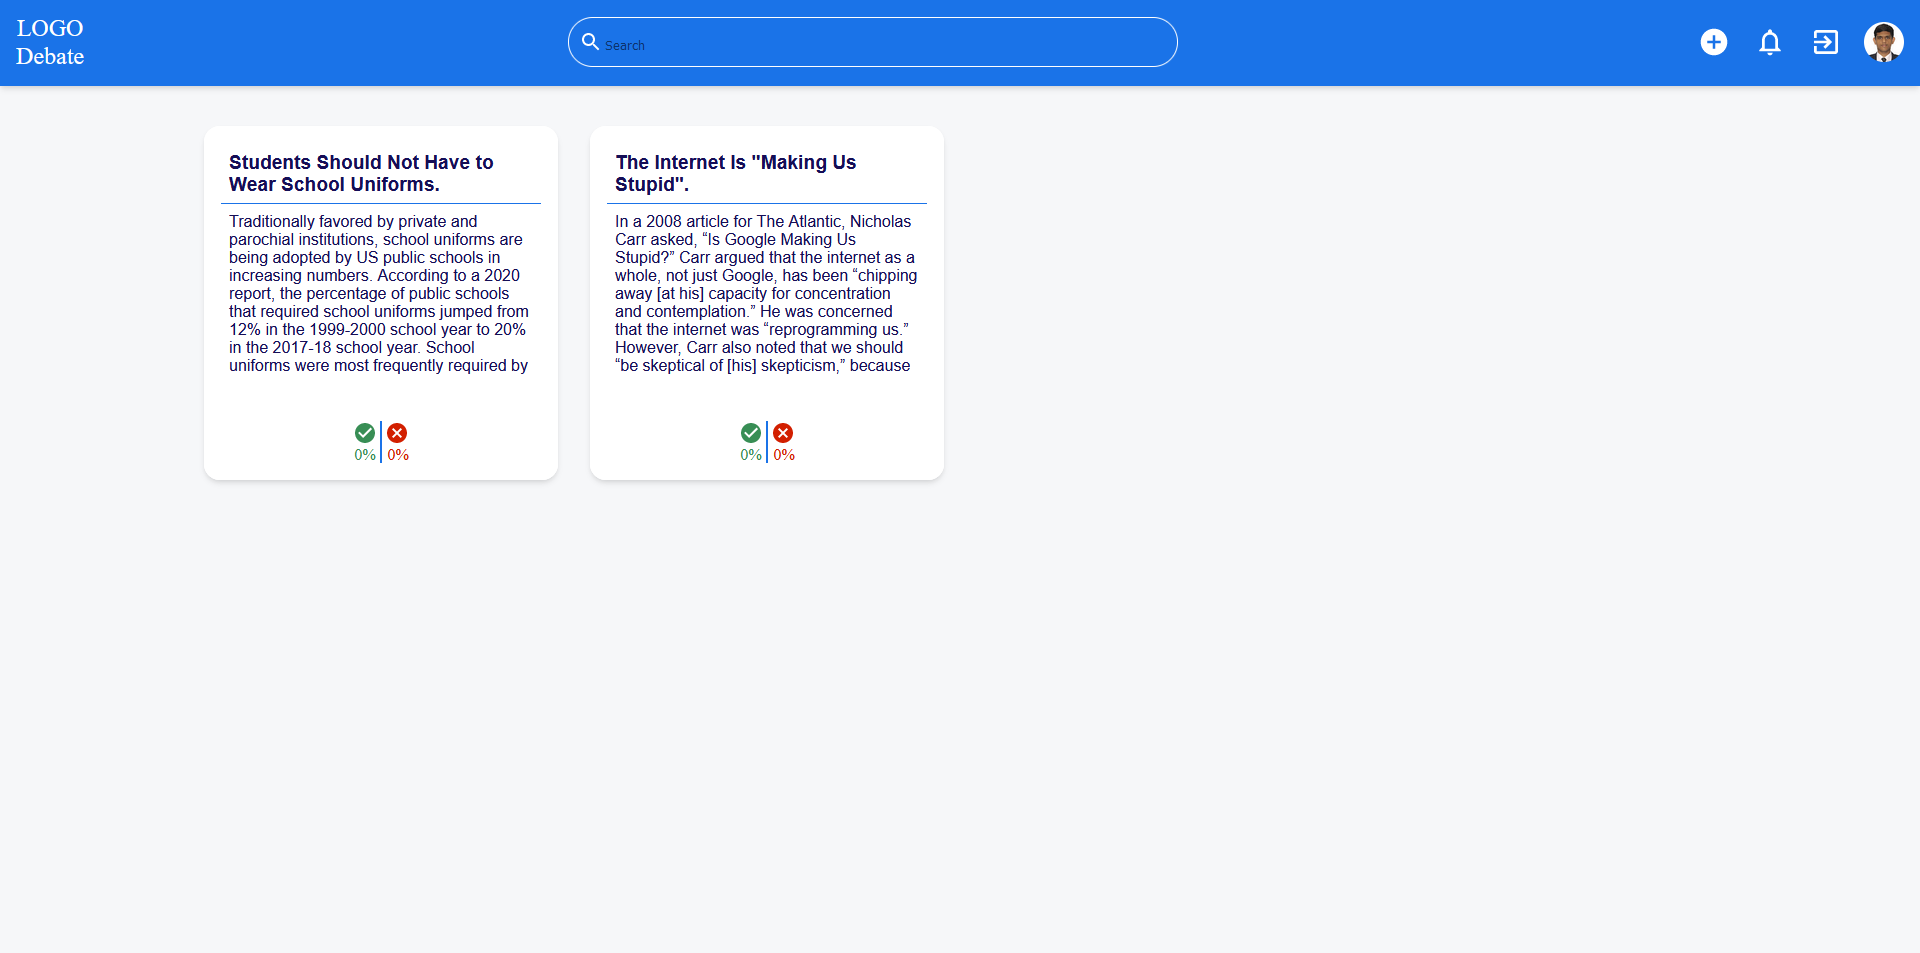 LOGO
Debate
Search
Students Should Not Have to
Wear School Uniforms.
Traditionally favored by private and
parochial institutions, school uniforms are
being adopted by US public schools in
increasing numbers. According to a 2020
report, the percentage of public schools
that required school uniforms jumped from
12% in the 1999-2000 school year to 20%
in the 2017-18 school year. School
uniforms were most frequently required by
0% 0%
The Internet Is "Making Us
Stupid".
In a 2008 article for The Atlantic, Nicholas
Carr asked, “Is Google Making Us
Stupid?” Carr argued that the internet as a
whole, not just Google, has been “chipping
away [at his] capacity for concentration
and contemplation.” He was concerned
that the internet was “reprogramming us.”
However, Carr also noted that we should
“be skeptical of [his] skepticism,” because
0% 0%